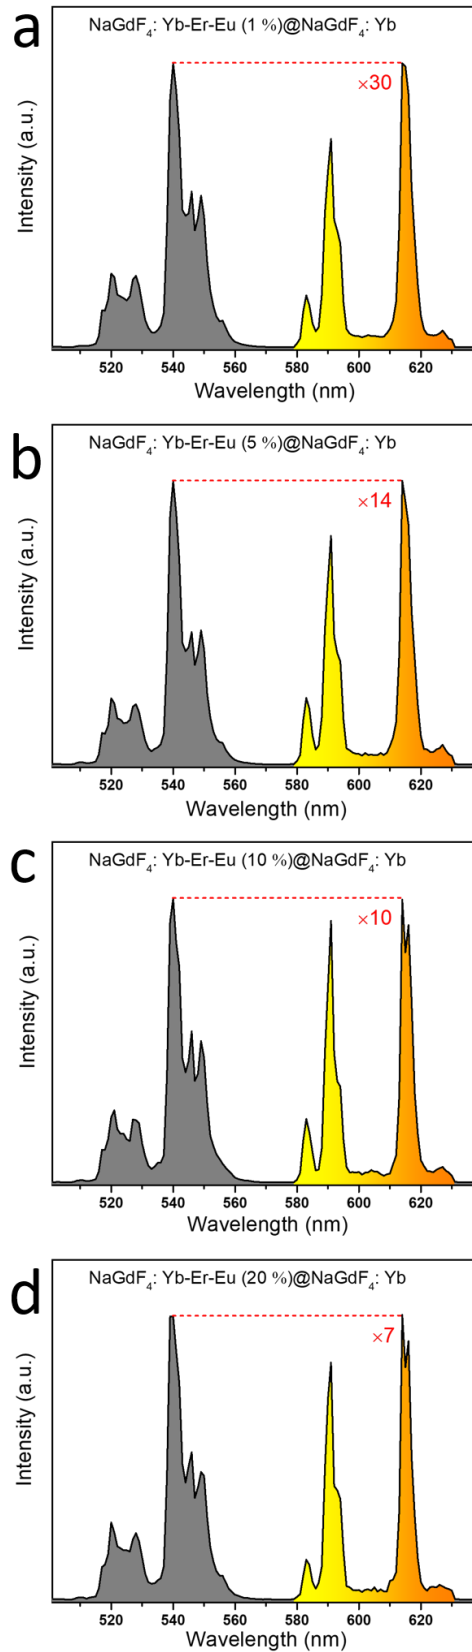 a
NaGdF₄: Yb-Er-Eu (1 %)@NaGdF₄: Yb
×30
Intensity (a.u.)
520 540 560 580 600 620
Wavelength (nm)
b
NaGdF₄: Yb-Er-Eu (5 %)@NaGdF₄: Yb
×14
Intensity (a.u.)
520 540 560 580 600 620
Wavelength (nm)
c
NaGdF₄: Yb-Er-Eu (10 %)@NaGdF₄: Yb
×10
Intensity (a.u.)
520 540 560 580 600 620
Wavelength (nm)
d
NaGdF₄: Yb-Er-Eu (20 %)@NaGdF₄: Yb
×7
Intensity (a.u.)
520 540 560 580 600 620
Wavelength (nm)